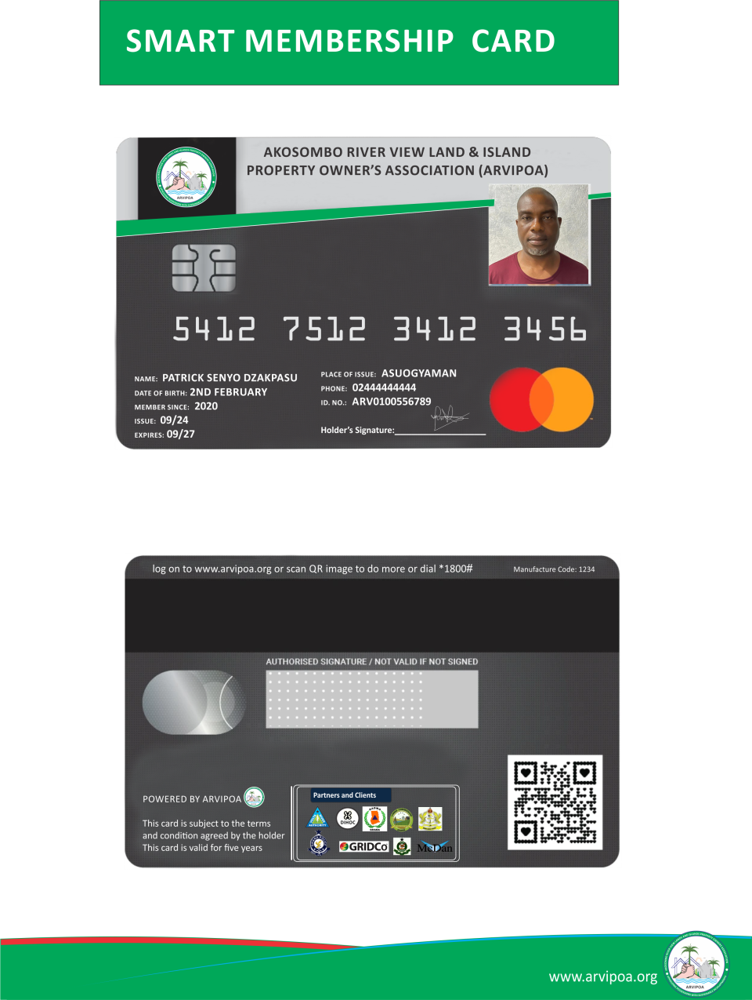 SMART MEMBERSHIP CARD
AKOSOMBO RIVER VIEW LAND & ISLAND
PROPERTY OWNER'S ASSOCIATION (ARVIPOA)
ARVIPOA
5412 7512 3412 3456
NAME: PATRICK SENYO DZAKPASU
DATE OF BIRTH: 2ND FEBRUARY
MEMBER SINCE: 2020
ISSUE: 09/24
EXPIRES: 09/27
PLACE OF ISSUE: ASUOGYAMAN
PHONE: 02444444444
ID. NO.: ARV0100556789
Holder's Signature:
log on to www.arvipoa.org or scan QR image to do more or dial *1800#
Manufacture Code: 1234
AUTHORISED SIGNATURE / NOT VALID IF NOT SIGNED
POWERED BY ARVIPOA
This card is subject to the terms
and condition agreed by the holder
This card is valid for five years
Partners and Clients
AUTHORITY
DIHOC
GHANA
GRIDCo
McDan
www.arvipoa.org
ARVIPOA